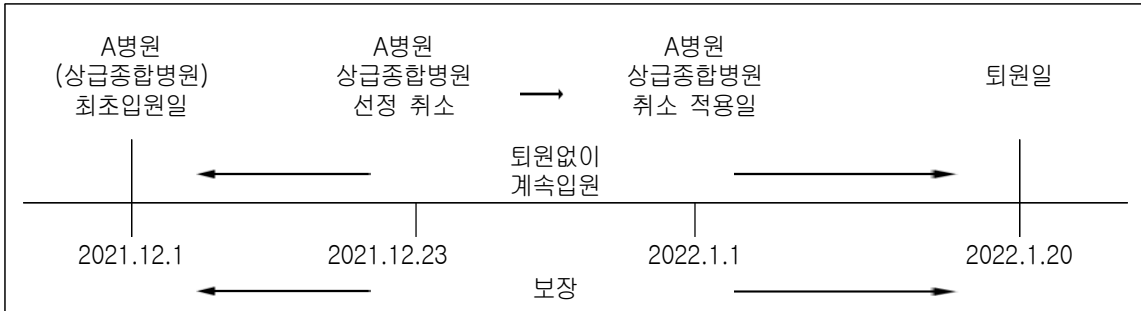 A병원
(상급종합병원)
최초입원일
A병원
상급종합병원
선정 취소
A병원
상급종합병원
취소 적용일
퇴원일
퇴원없이
계속입원
2021.12.1
2021.12.23
2022.1.1
2022.1.20
보장